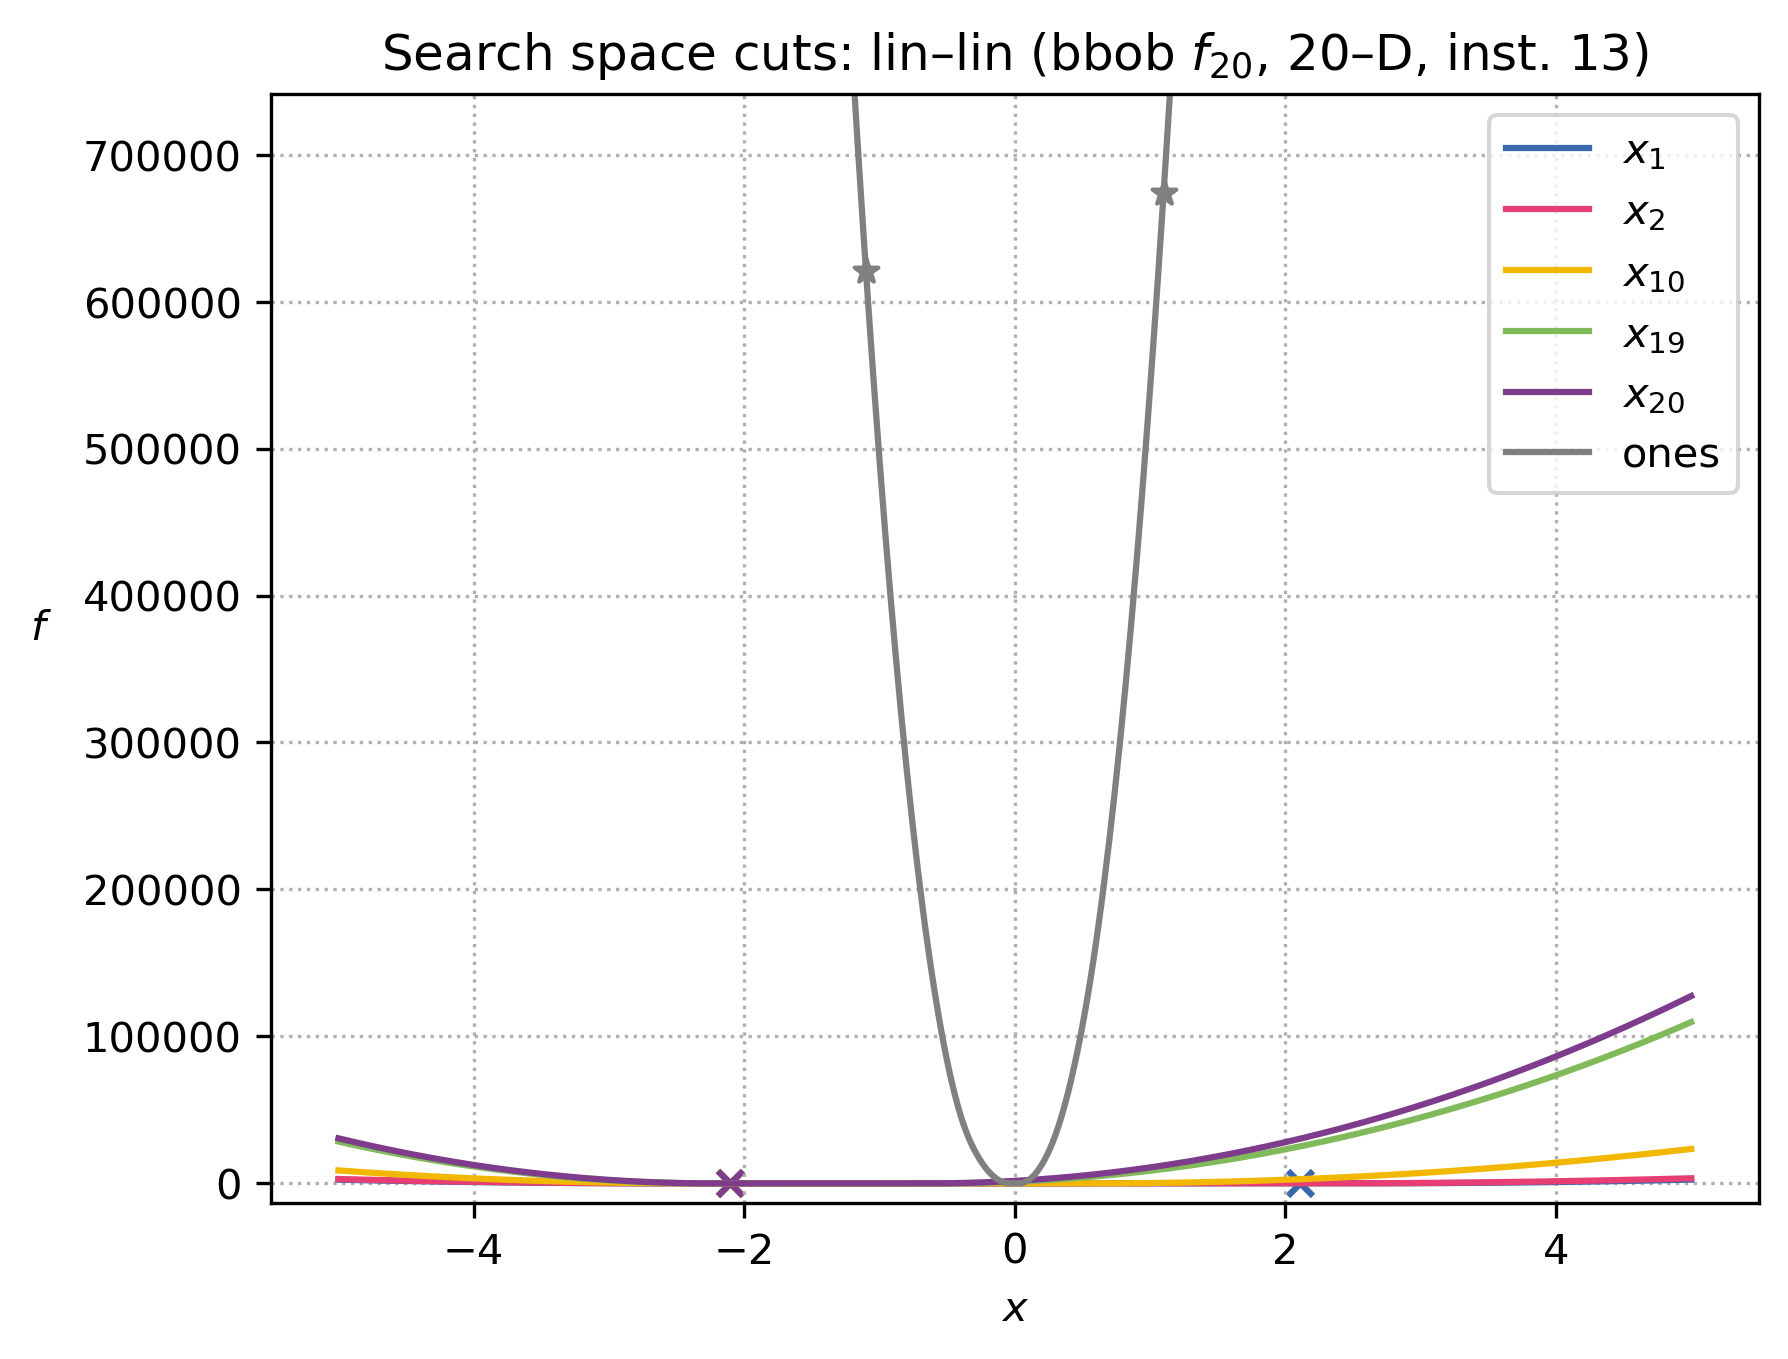 Search space cuts: lin–lin (bbob f₂₀, 20–D, inst. 13)
700000
600000
500000
400000
300000
200000
100000
0
f
−4
−2
0
2
4
x
x₁
x₂
x₁₀
x₁₉
x₂₀
ones